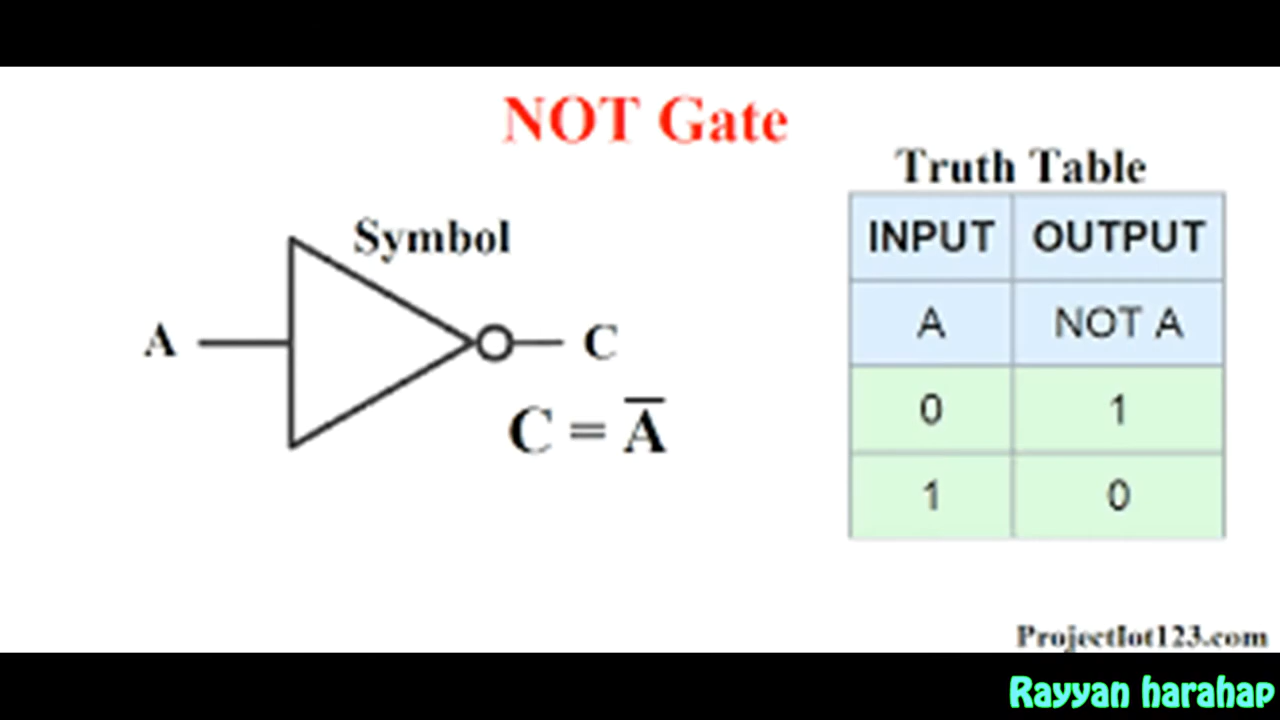 NOT Gate
Truth Table
Symbol
INPUT OUTPUT
A NOT A
0 1
1 0
A
C
C = A̅
ProjectIot123.com
Rayyan harahap